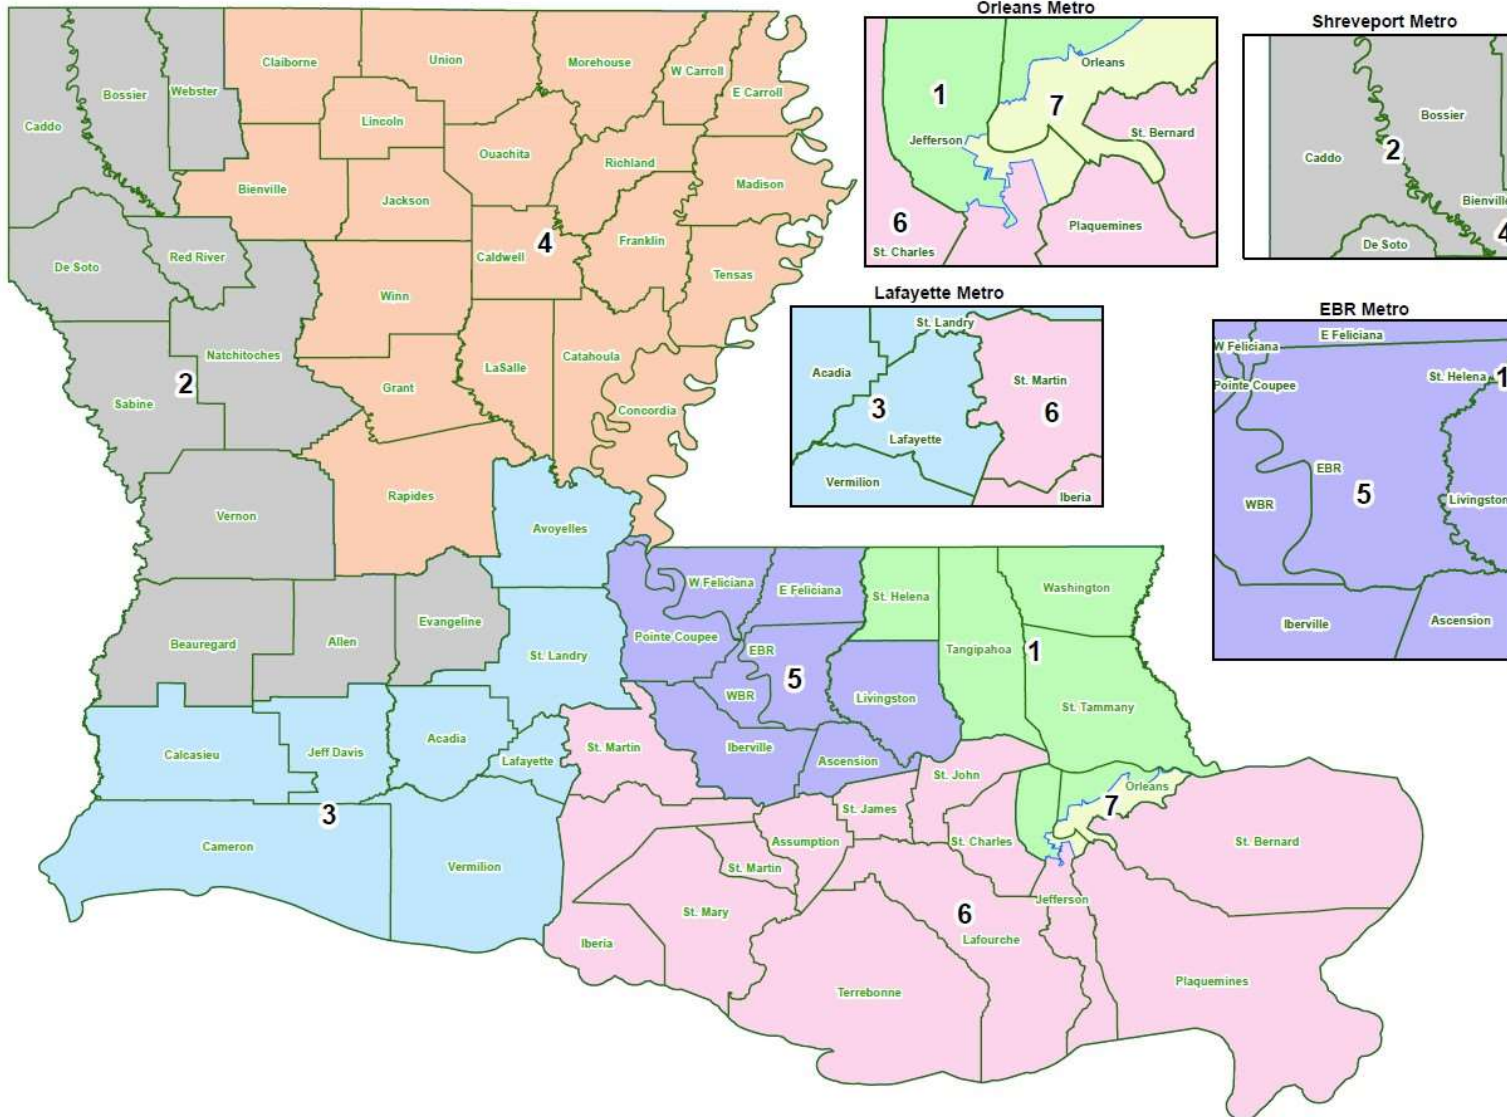 Orleans Metro
Shreveport Metro
Claiborne
Union
Morehouse
W Carroll
E Carroll
Bossier
Webster
Caddo
Lincoln
Ouachita
Richland
Madison
Bienville
Jackson
4
Caldwell
Franklin
Tensas
De Soto
Red River
Winn
Natchitoches
2
Sabine
Grant
LaSalle
Catahoula
Concordia
Rapides
Vernon
Avoyelles
Beauregard
Allen
Evangeline
St. Landry
Calcasieu
Jeff Davis
Acadia
Lafayette
3
Cameron
Vermilion
W Feliciana
E Feliciana
St. Helena
Washington
Pointe Coupee
EBR
5
WBR
Livingston
Tangipahoa
1
St. Tammany
St. Martin
Iberville
Ascension
St. John
St. James
Assumption
St. Charles
St. Martin
St. Mary
Iberia
Terrebonne
6
Lafourche
Jefferson
Orleans
7
St. Bernard
Plaquemines
Orleans
1
7
Jefferson
St. Bernard
6
St. Charles
Plaquemines
Bossier
2
Caddo
Bienville
4
De Soto
Lafayette Metro
St. Landry
Acadia
St. Martin
3
6
Lafayette
Vermilion
Iberia
EBR Metro
E Feliciana
W Feliciana
Pointe Coupee
St. Helena
1
EBR
WBR
5
Livingston
Iberville
Ascension